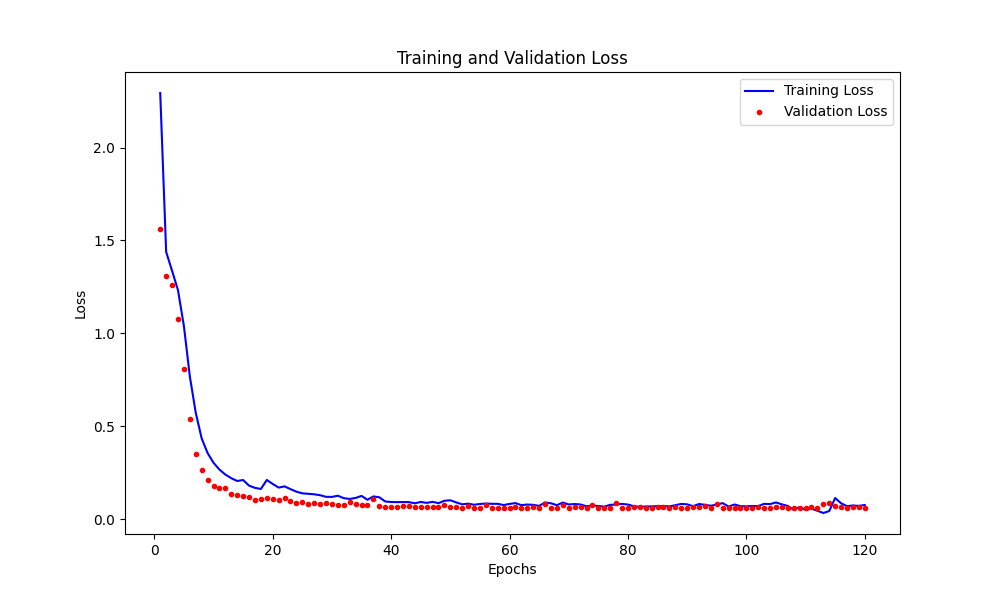 Training and Validation Loss
Training Loss
Validation Loss
2.0
1.5
1.0
0.5
0.0
Loss
0 20 40 60 80 100 120
Epochs